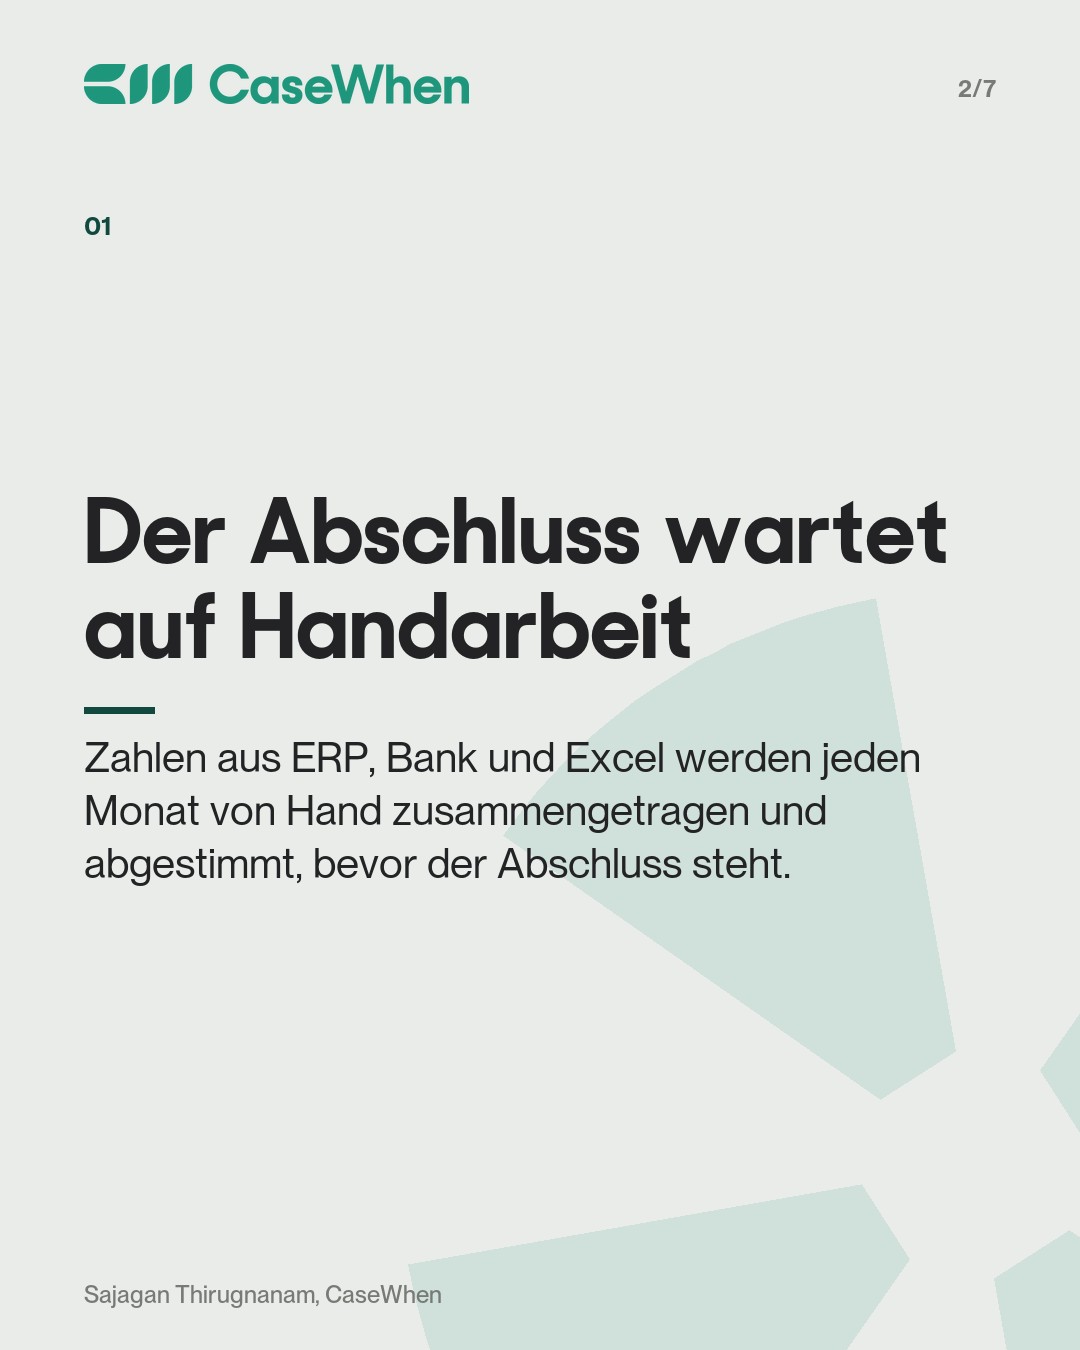 CaseWhen
2/7
01
Der Abschluss wartet
auf Handarbeit
Zahlen aus ERP, Bank und Excel werden jeden
Monat von Hand zusammengetragen und
abgestimmt, bevor der Abschluss steht.
Sajagan Thirugnanam, CaseWhen